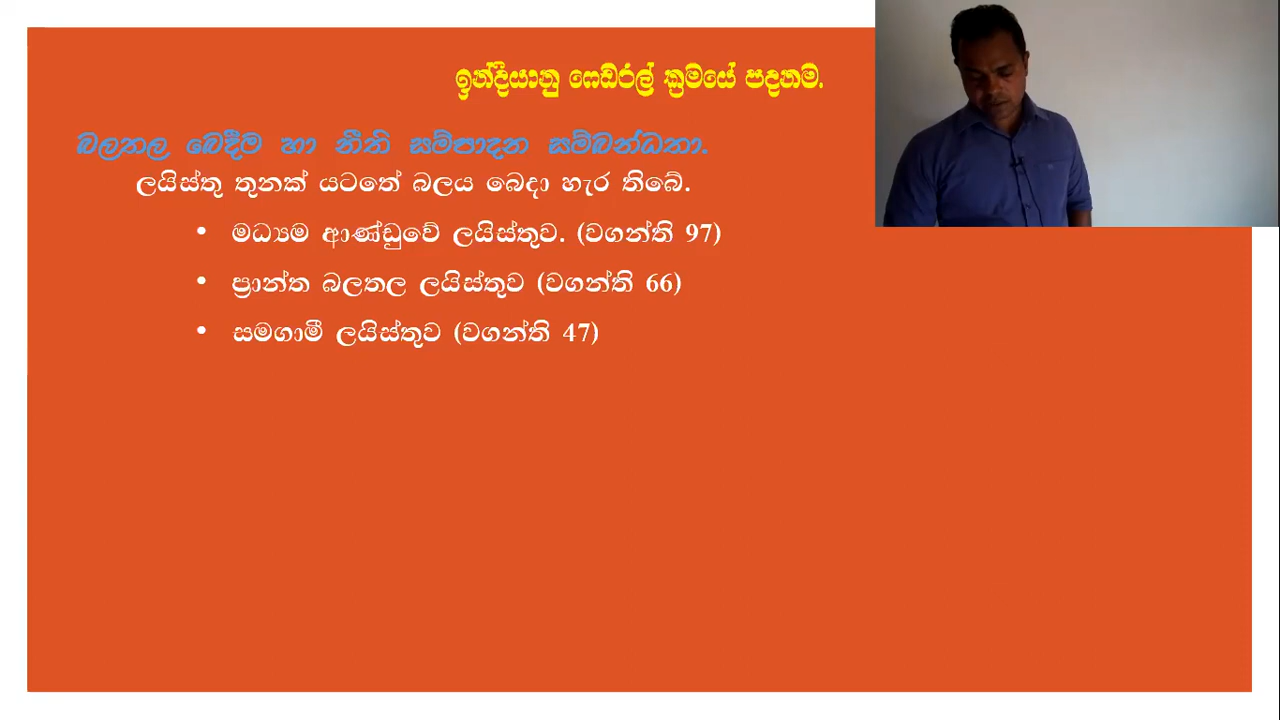 ඉන්දියානු ෆෙඩරල් ක්‍රමයේ පදනම.
බලතල බෙදීම හා නීති සම්පාදන සම්බන්ධතා.
ලයිස්තු තුනක් යටතේ බලය බෙදා හැර තිබේ.
• මධ්‍යම ආණ්ඩුවේ ලයිස්තුව. (වගන්ති 97)
• ප්‍රාන්ත බලතල ලයිස්තුව (වගන්ති 66)
• සමගාමී ලයිස්තුව (වගන්ති 47)